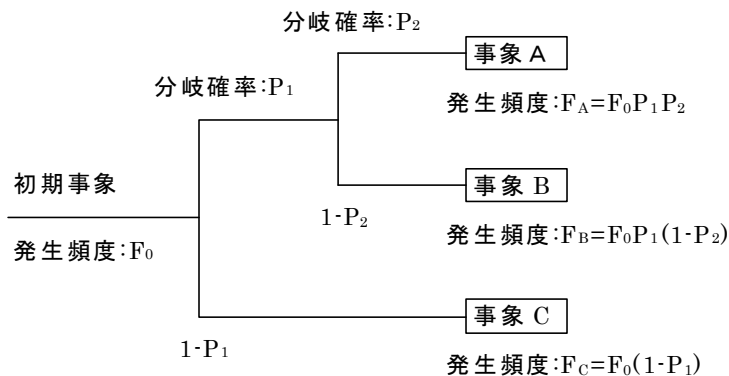 分岐確率:P₂
事象 A
分岐確率:P₁
発生頻度:F_A=F₀P₁P₂
初期事象
事象 B
1-P₂
発生頻度:F_B=F₀P₁(1-P₂)
発生頻度:F₀
事象 C
1-P₁
発生頻度:F_C=F₀(1-P₁)